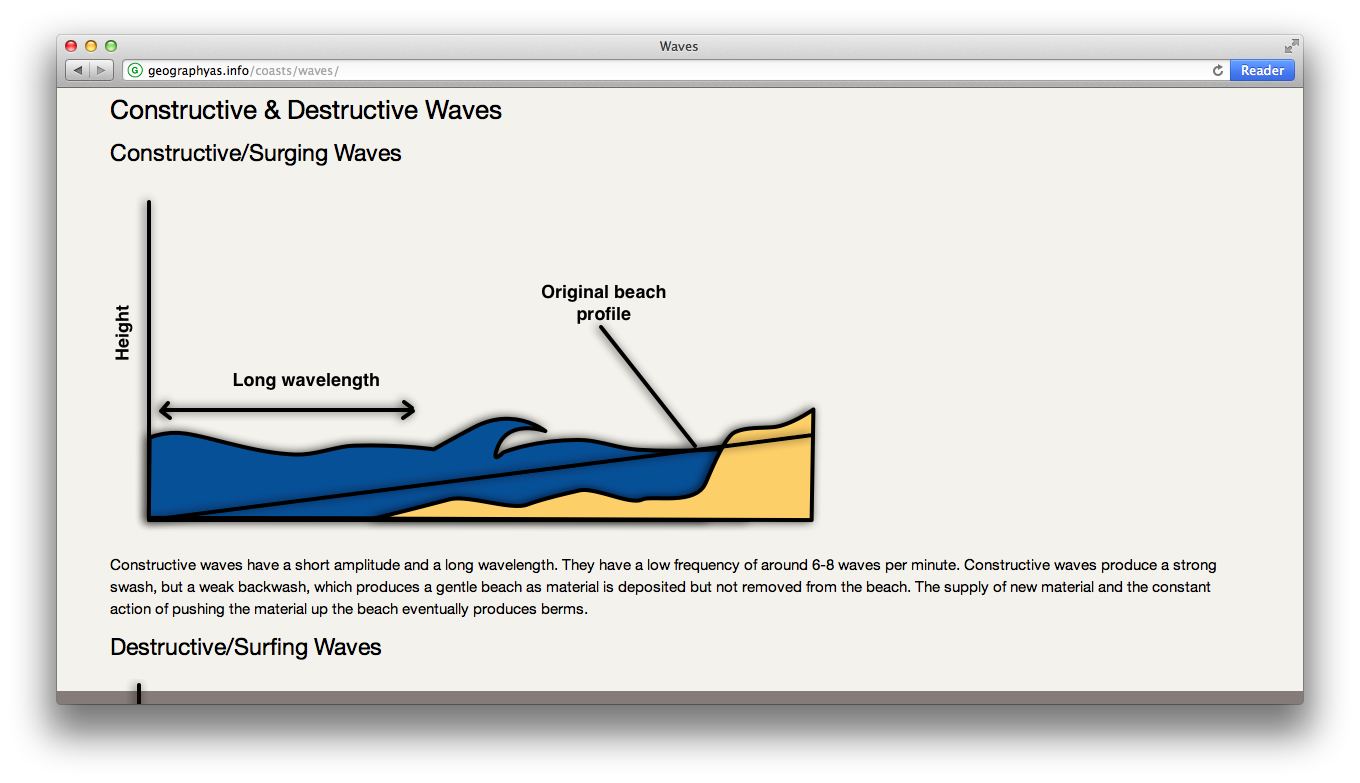 Waves
geographyas.info/coasts/waves/
Reader
Constructive & Destructive Waves
Constructive/Surging Waves
Original beach
profile
Height
Long wavelength
Constructive waves have a short amplitude and a long wavelength. They have a low frequency of around 6-8 waves per minute. Constructive waves produce a strong
swash, but a weak backwash, which produces a gentle beach as material is deposited but not removed from the beach. The supply of new material and the constant
action of pushing the material up the beach eventually produces berms.
Destructive/Surfing Waves